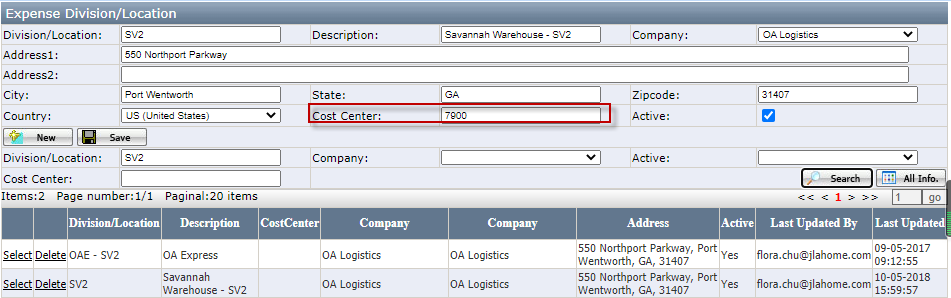 Expense Division/Location
Division/Location: SV2 Description: Savannah Warehouse - SV2 Company: OA Logistics
Address1: 550 Northport Parkway
Address2:
City: Port Wentworth State: GA Zipcode: 31407
Country: US (United States) Cost Center: 7900 Active:
New Save
Division/Location: SV2 Company: Active:
Cost Center: Search All Info.
Items:2 Page number:1/1 Paginal:20 items << < 1 > >> 1 go
Division/Location Description CostCenter Company Company Address Active Last Updated By Last Updated
Select Delete OAE - SV2 OA Express OA Logistics OA Logistics 550 Northport Parkway, Port Yes flora.chu@jlahome.com 09-05-2017
Wentworth, GA, 31407 09:12:55
Select Delete SV2 Savannah OA Logistics OA Logistics 550 Northport Parkway, Port Yes flora.chu@jlahome.com 10-05-2018
Warehouse - SV2 Wentworth, GA, 31407 15:59:57